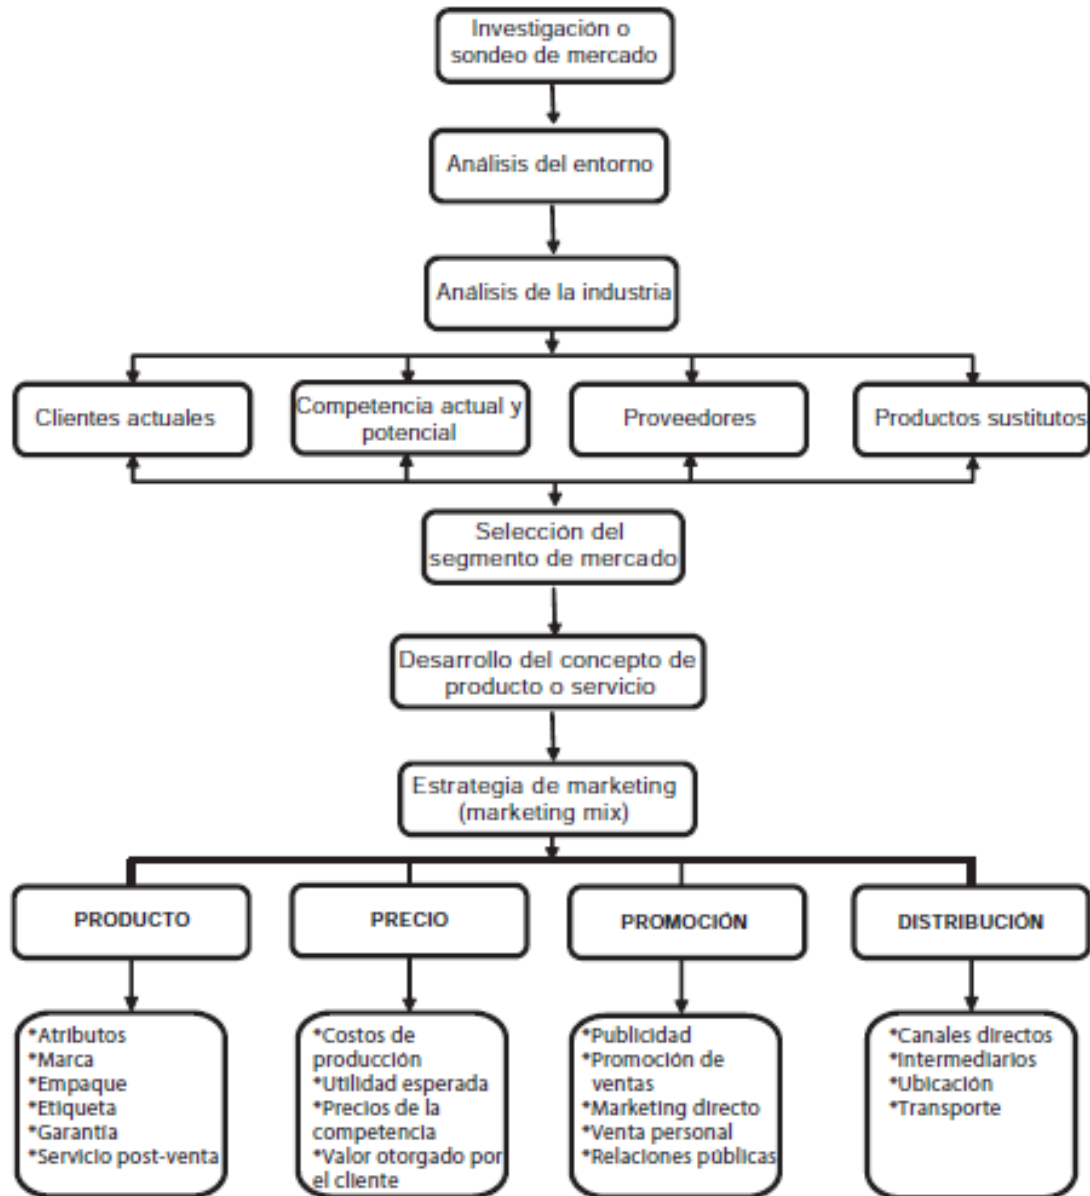 Investigación o
sondeo de mercado
Análisis del entorno
Análisis de la industria
Clientes actuales
Competencia actual y
potencial
Proveedores
Productos sustitutos
Selección del
segmento de mercado
Desarrollo del concepto de
producto o servicio
Estrategia de marketing
(marketing mix)
PRODUCTO
PRECIO
PROMOCIÓN
DISTRIBUCIÓN
*Atributos
*Marca
*Empaque
*Etiqueta
*Garantía
*Servicio post-venta
*Costos de
producción
*Utilidad esperada
*Precios de la
competencia
*Valor otorgado por
el cliente
*Publicidad
*Promoción de
ventas
*Marketing directo
*Venta personal
*Relaciones públicas
*Canales directos
*Intermediarios
*Ubicación
*Transporte